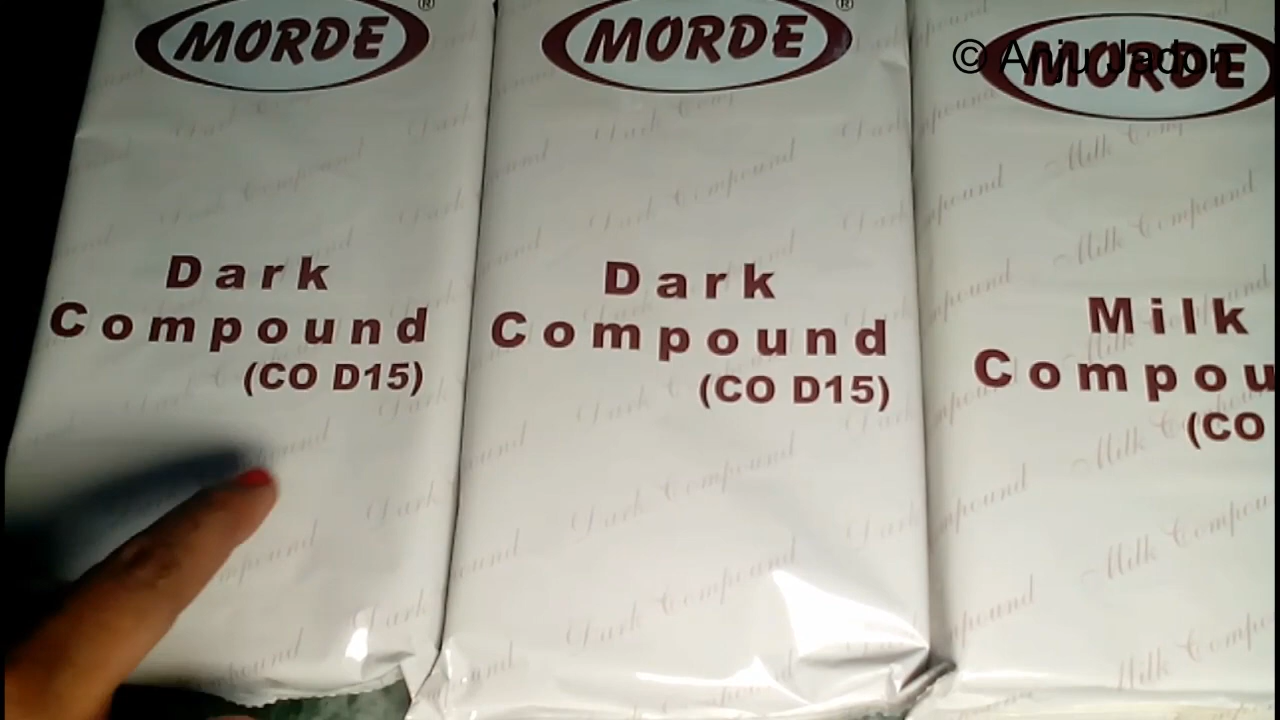 MORDE ®
Dark
Compound
(CO D15)
MORDE ®
Dark
Compound
(CO D15)
© Anju Jadon
MORDE
Milk
Compou
(CO